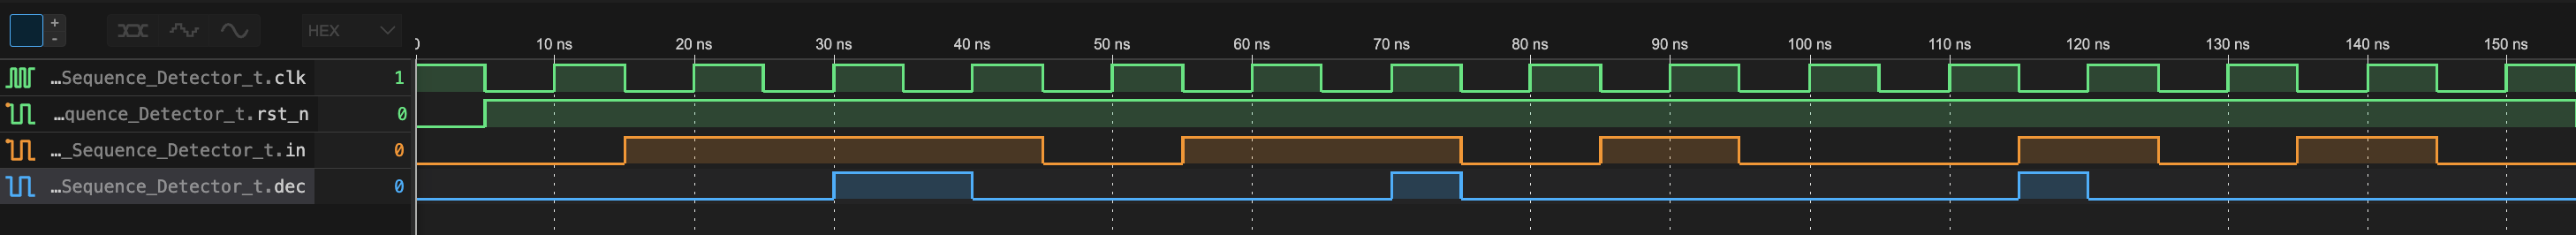 +
-
HEX
0 10 ns 20 ns 30 ns 40 ns 50 ns 60 ns 70 ns 80 ns 90 ns 100 ns 110 ns 120 ns 130 ns 140 ns 150 ns
…Sequence_Detector_t.clk 1
…quence_Detector_t.rst_n 0
…_Sequence_Detector_t.in 0
…Sequence_Detector_t.dec 0